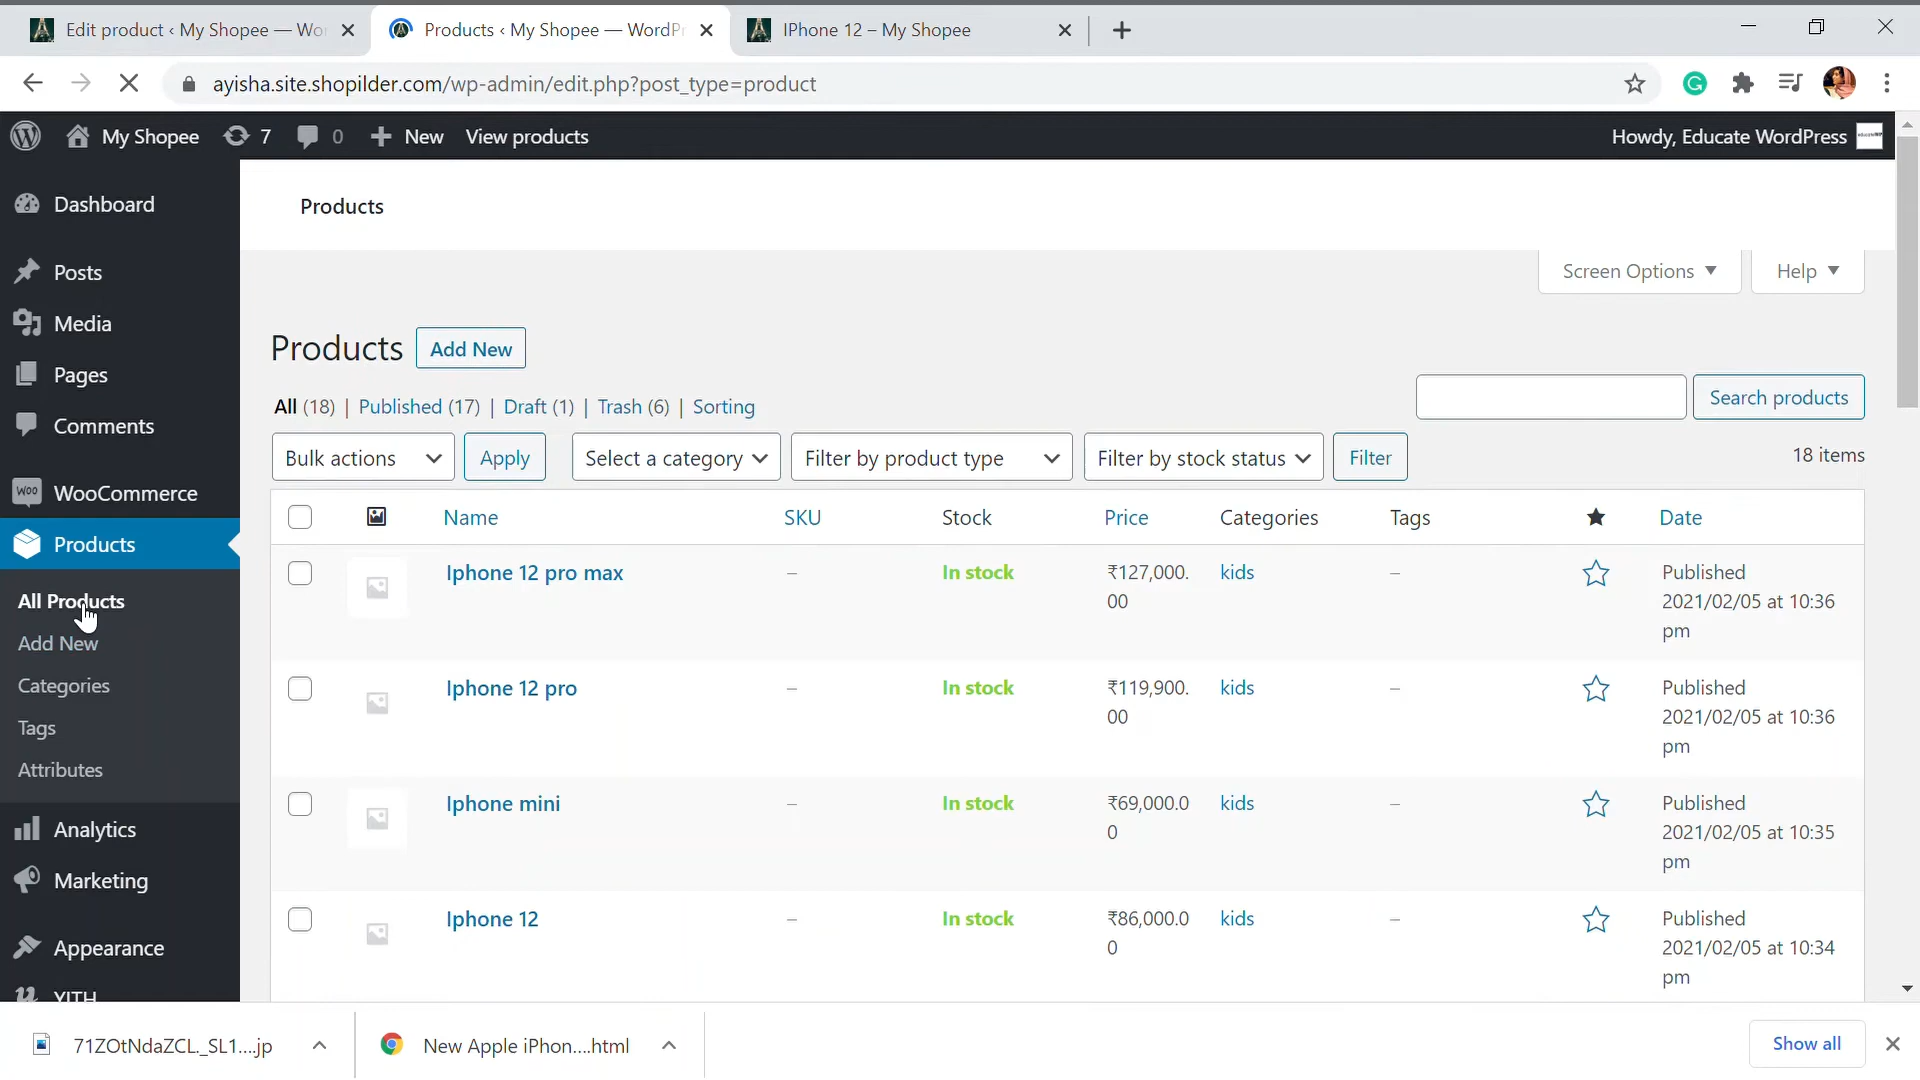 Edit product ‹ My Shopee — Wo
Products ‹ My Shopee — WordP
IPhone 12 – My Shopee
ayisha.site.shopilder.com/wp-admin/edit.php?post_type=product
My Shopee 7 0 New View products
Howdy, Educate WordPress
Dashboard
Posts
Media
Pages
Comments
WooCommerce
Products
All Products
Add New
Categories
Tags
Attributes
Analytics
Marketing
Appearance
YITH
Products
Screen Options
Help
Products Add New
All (18) | Published (17) | Draft (1) | Trash (6) | Sorting
Search products
Bulk actions Apply Select a category Filter by product type Filter by stock status Filter 18 items
Name SKU Stock Price Categories Tags Date
Iphone 12 pro max – In stock ₹127,000. kids – Published
00 2021/02/05 at 10:36
pm
Iphone 12 pro – In stock ₹119,900. kids – Published
00 2021/02/05 at 10:36
pm
Iphone mini – In stock ₹69,000.0 kids – Published
0 2021/02/05 at 10:35
pm
Iphone 12 – In stock ₹86,000.0 kids – Published
0 2021/02/05 at 10:34
pm
71ZOtNdaZCL._SL1....jp
New Apple iPhon....html
Show all